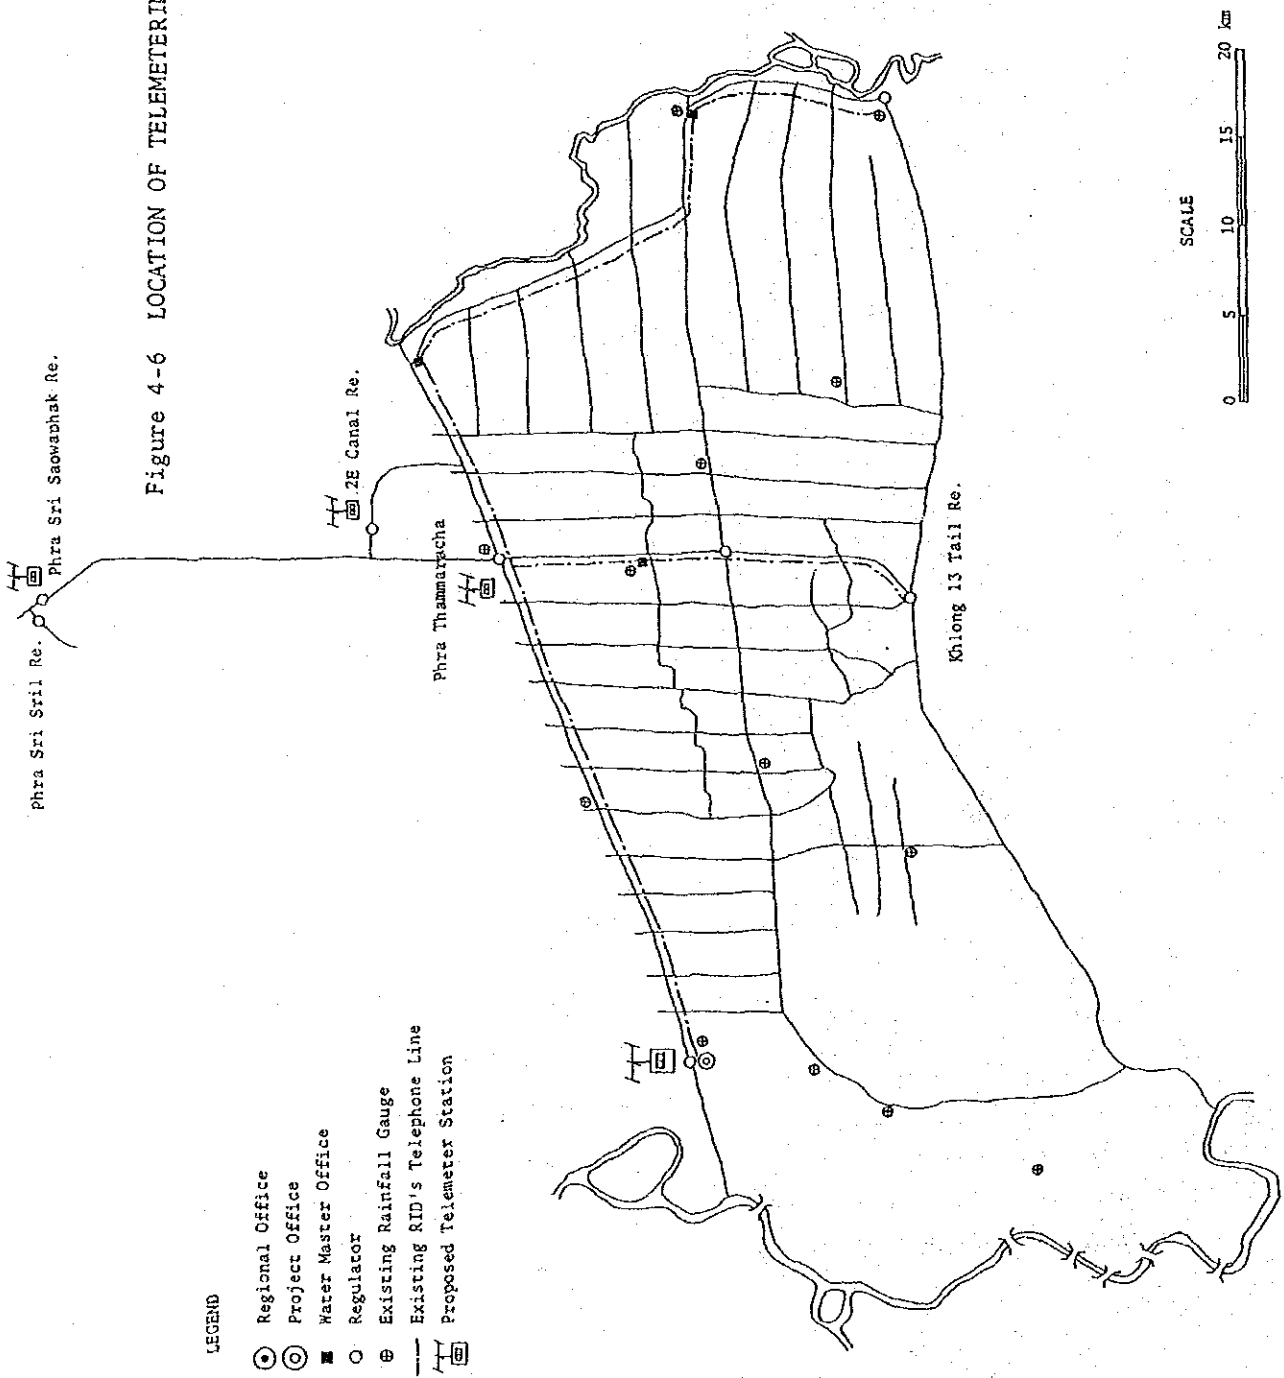 Figure 4-6 LOCATION OF TELEMETERIN
Phra Sri Sril Re.
Phra Sri Saowaphak Re.
2E Canal Re.
Phra Thammaracha
Khlong 13 Tail Re.
LEGEND
Regional Office
Project Office
Water Master Office
Regulator
Existing Rainfall Gauge
Existing RID's Telephone Line
Proposed Telemeter Station
SCALE
0 5 10 15 20 km